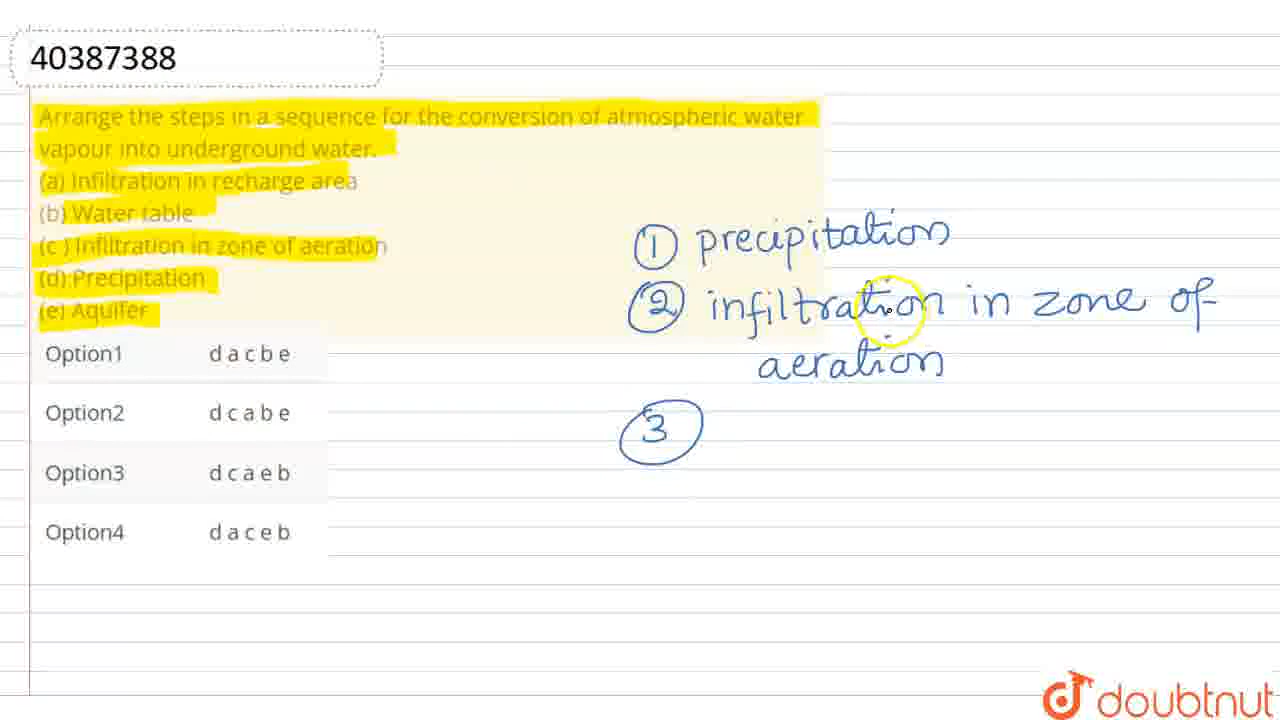 40387388
Arrange the steps in a sequence for the conversion of atmospheric water
vapour into underground water.
(a) Infiltration in recharge area
(b) Water table
(c ) Infiltration in zone of aeration
(d) Precipitation
(e) Aquifer
Option1 d a c b e
Option2 d c a b e
Option3 d c a e b
Option4 d a c e b
1 precipitation
2 infiltration in zone of
aeration
3
doubtnut